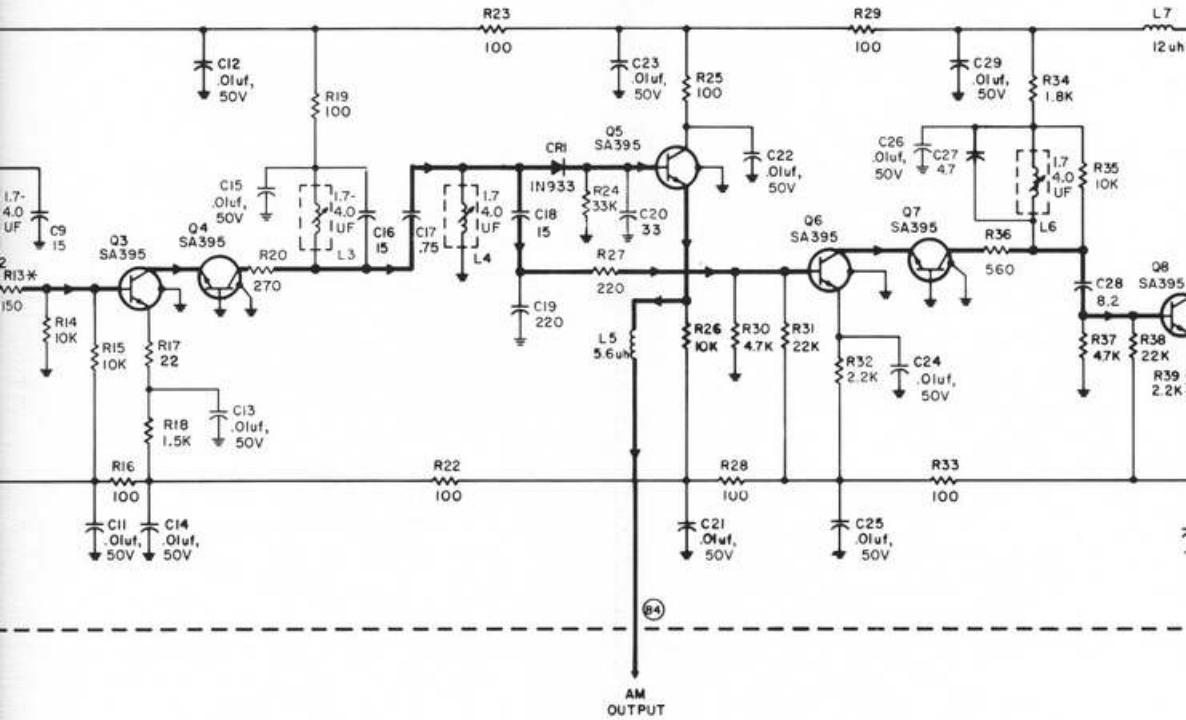 R23
100
R29
100
L7
12uh
C12
.01uf,
50V
R19
100
C23
.01uf,
50V
R25
100
C29
.01uf,
50V
R34
1.8K
Q5
SA395
CR1
1N933
C22
.01uf,
50V
C26
.01uf,
50V
C27
4.7
1.7
4.0
UF
L6
R35
10K
1.7-
4.0
UF
C9
15
C15
.01uf,
50V
1.7-
4.0
UF
L3
C16
15
C17
.75
1.7
4.0
UF
L4
C18
15
R24
33K
C20
33
Q3
SA395
Q4
SA395
R20
270
Q6
SA395
Q7
SA395
R36
560
2
R13*
150
R14
10K
R15
10K
R17
22
C19
220
R27
220
C28
8.2
Q8
SA395
L5
5.6uh
R26
10K
R30
4.7K
R31
22K
R32
2.2K
C24
.01uf,
50V
R37
4.7K
R38
22K
R39
2.2K
R18
1.5K
C13
.01uf,
50V
R16
100
R22
100
R28
100
R33
100
C11
.01uf,
50V
C14
.01uf,
50V
C21
.01uf,
50V
C25
.01uf,
50V
84
AM
OUTPUT